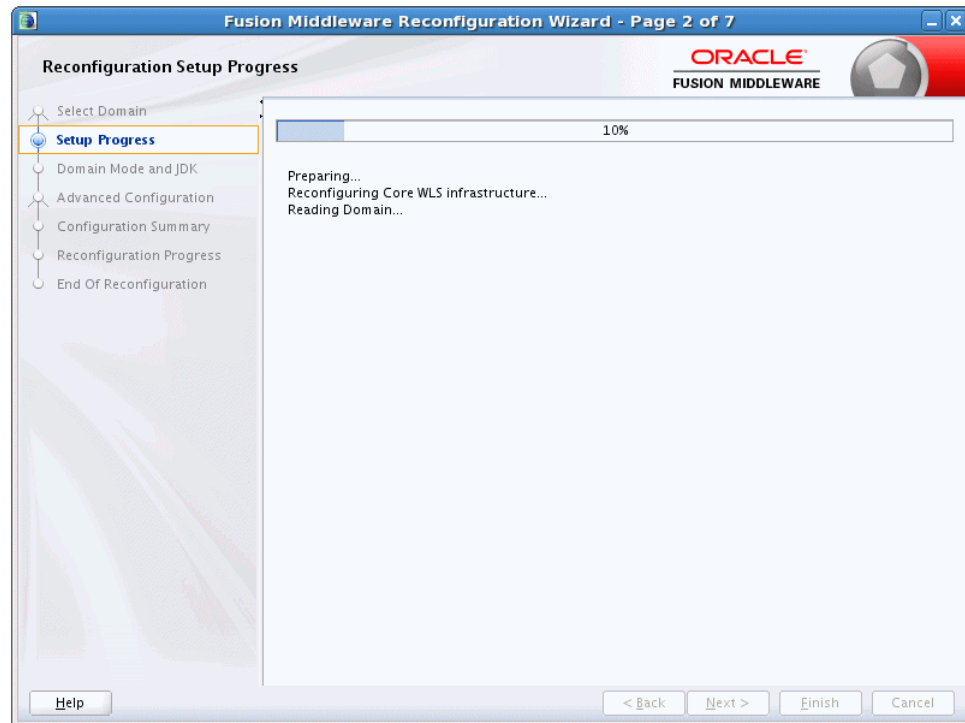 Fusion Middleware Reconfiguration Wizard - Page 2 of 7
Reconfiguration Setup Progress
ORACLE
FUSION MIDDLEWARE
Select Domain
Setup Progress
Domain Mode and JDK
Advanced Configuration
Configuration Summary
Reconfiguration Progress
End Of Reconfiguration
10%
Preparing...
Reconfiguring Core WLS infrastructure...
Reading Domain...
Help
< Back
Next >
Finish
Cancel